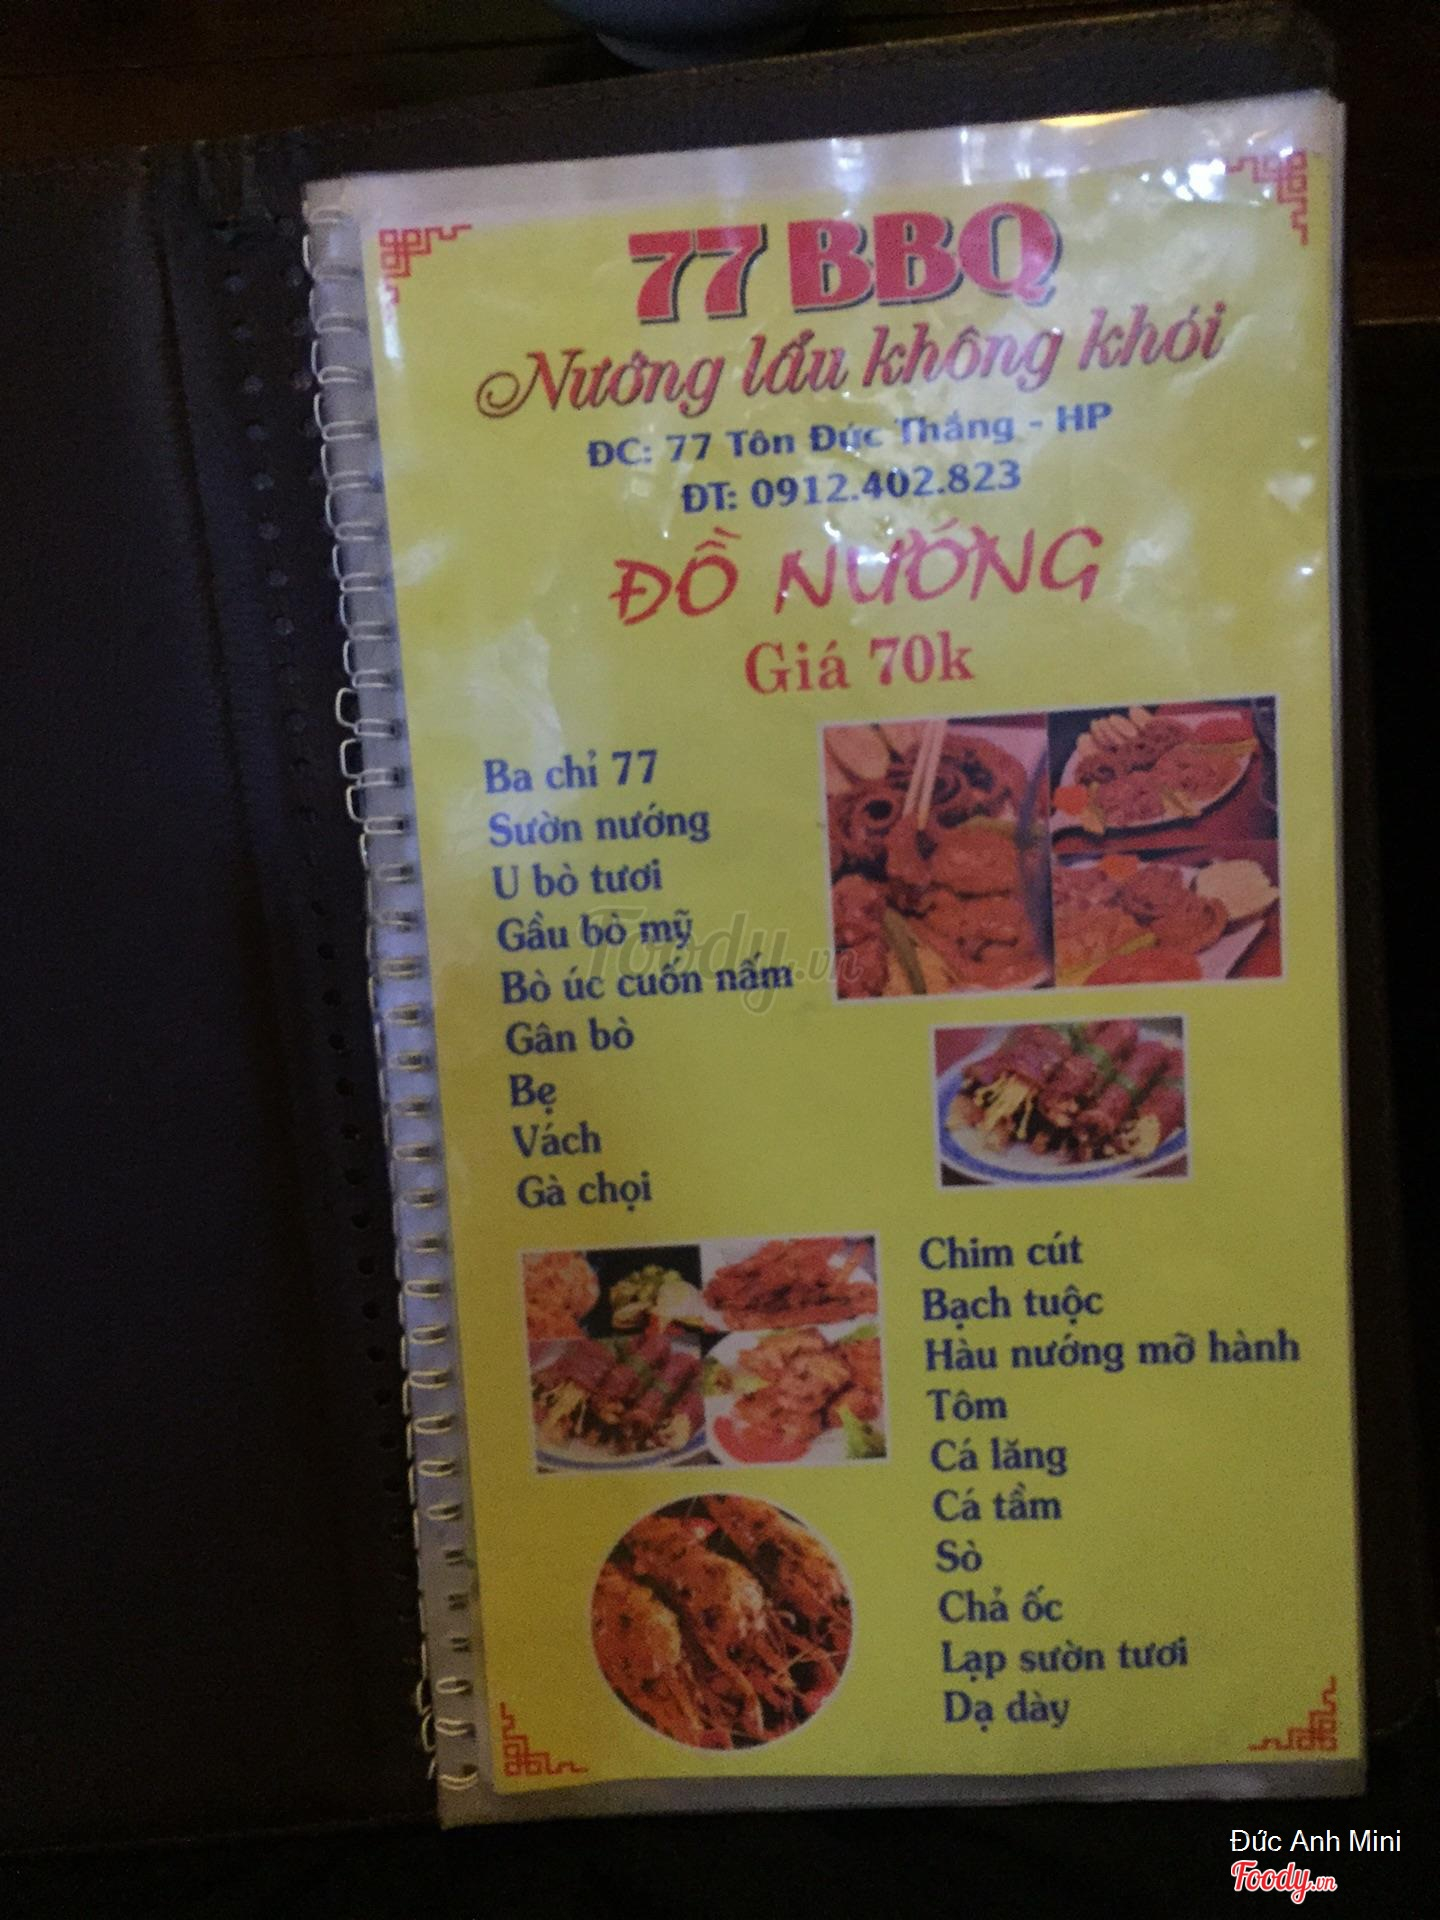 77 BBQ
Nướng lẩu không khói
ĐC: 77 Tôn Đức Thắng - HP
ĐT: 0912.402.823
ĐỒ NƯỚNG
Giá 70k
Ba chỉ 77
Sườn nướng
U bò tươi
Gầu bò mỹ
Bò úc cuốn nấm
Gân bò
Bẹ
Vách
Gà chọi
Chim cút
Bạch tuộc
Hàu nướng mỡ hành
Tôm
Cá lăng
Cá tầm
Sò
Chả ốc
Lạp sườn tươi
Dạ dày
Foody.vn
Đức Anh Mini
Foody.vn